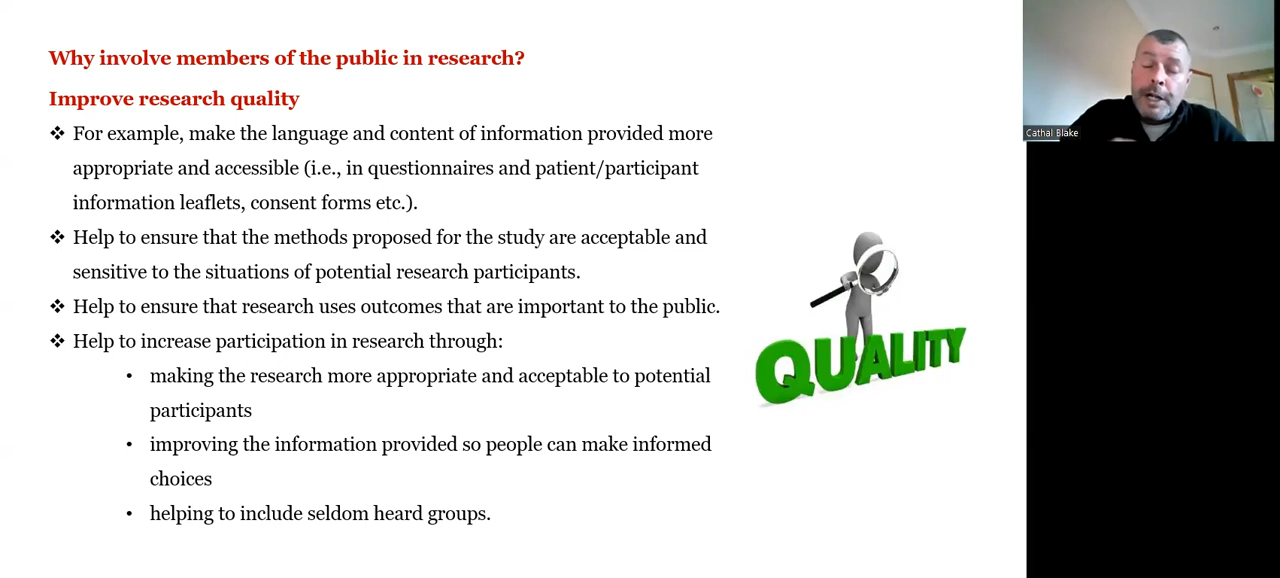 Why involve members of the public in research?
Improve research quality
❖ For example, make the language and content of information provided more
appropriate and accessible (i.e., in questionnaires and patient/participant
information leaflets, consent forms etc.).
❖ Help to ensure that the methods proposed for the study are acceptable and
sensitive to the situations of potential research participants.
❖ Help to ensure that research uses outcomes that are important to the public.
❖ Help to increase participation in research through:
• making the research more appropriate and acceptable to potential
participants
• improving the information provided so people can make informed
choices
• helping to include seldom heard groups.
QUALITY
Cathal Blake